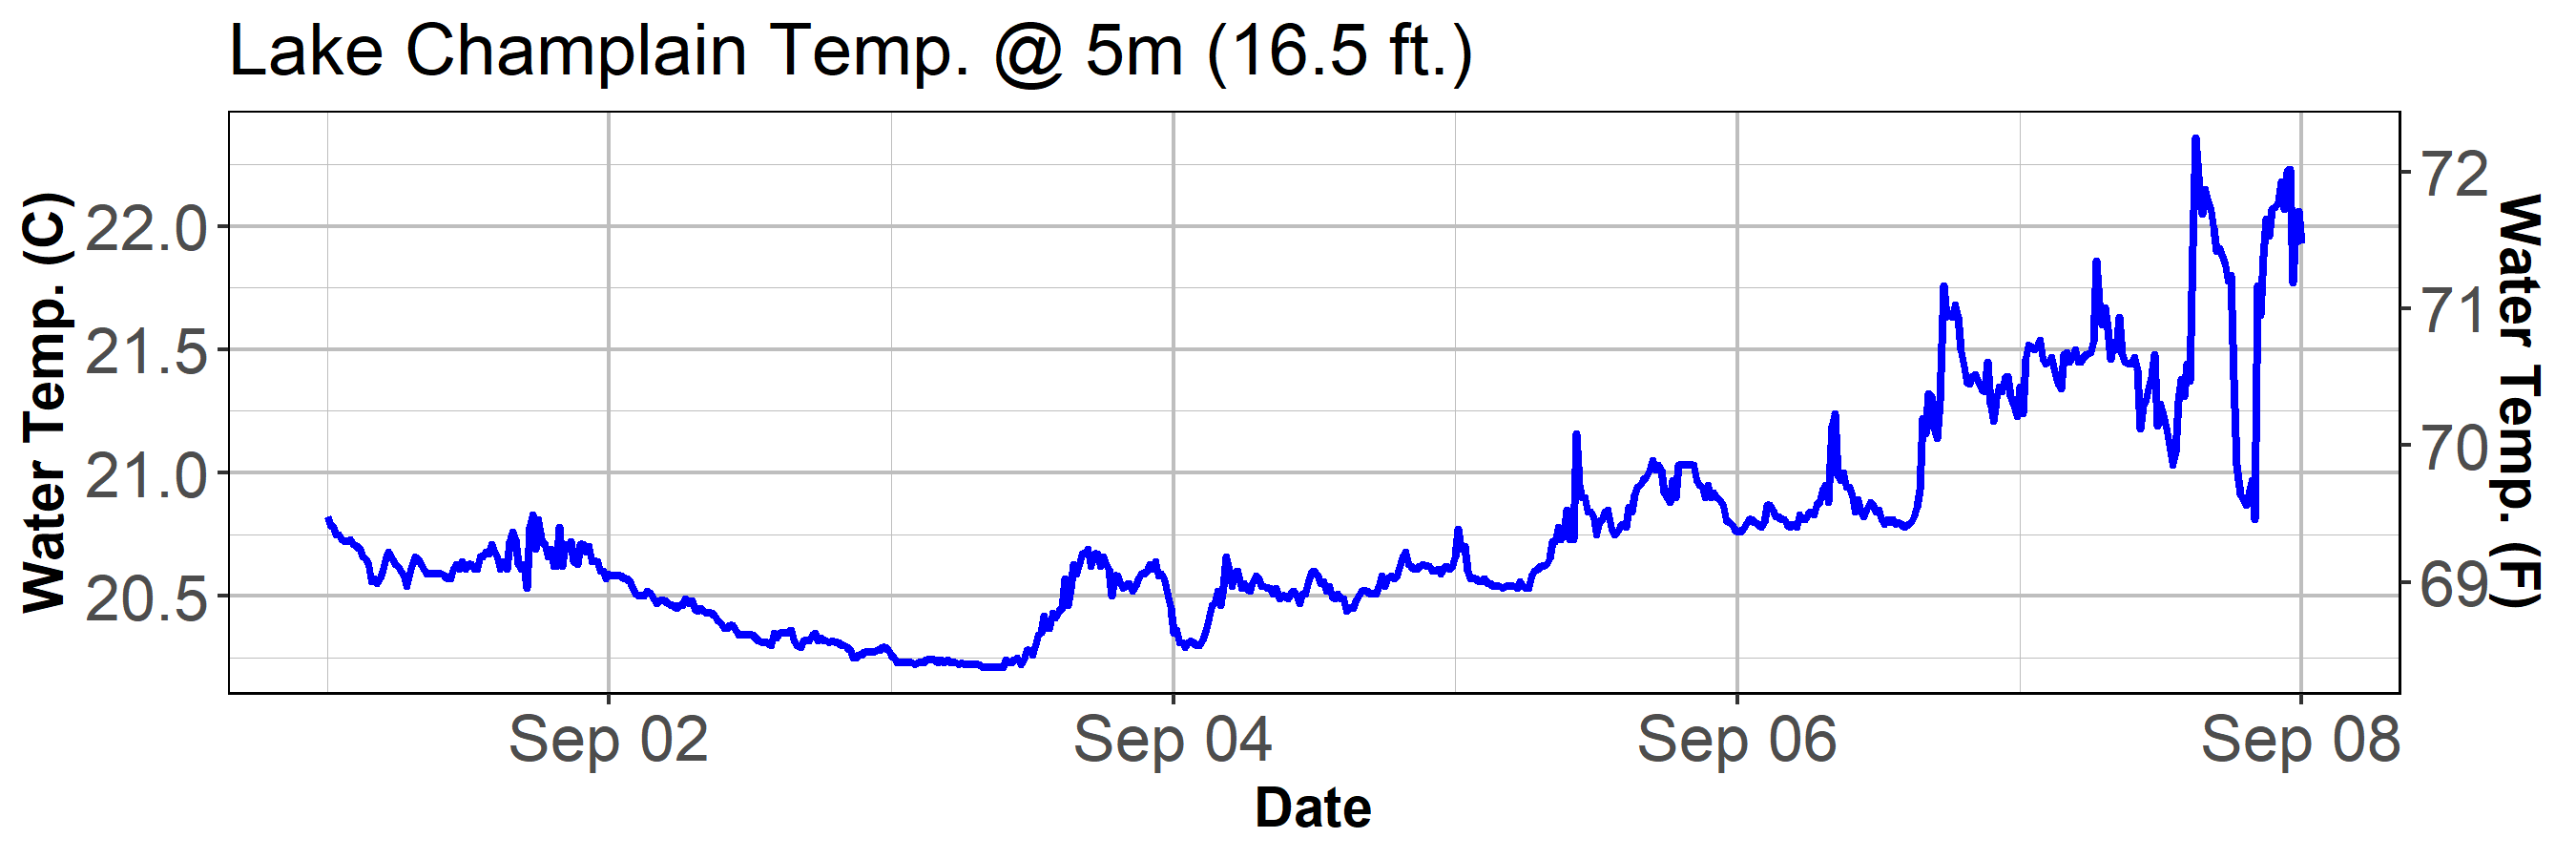 Lake Champlain Temp. @ 5m (16.5 ft.)
Water Temp. (C)
22.0
21.5
21.0
20.5
72
71
70
69
Water Temp. (F)
Sep 02
Sep 04
Sep 06
Sep 08
Date